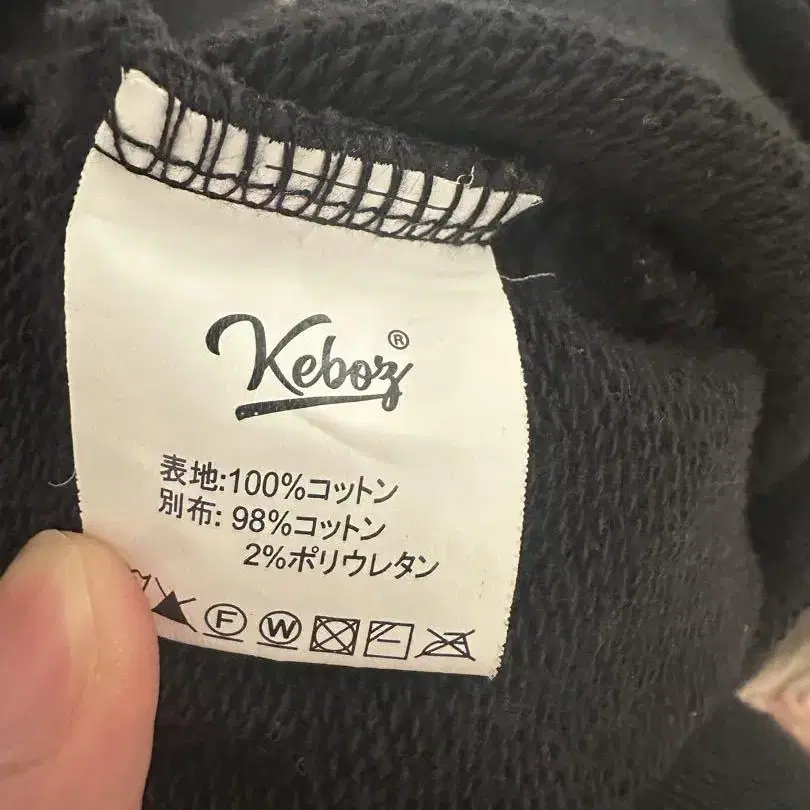 Keboz®
表地:100%コットン
別布: 98%コットン
2%ポリウレタン
F W